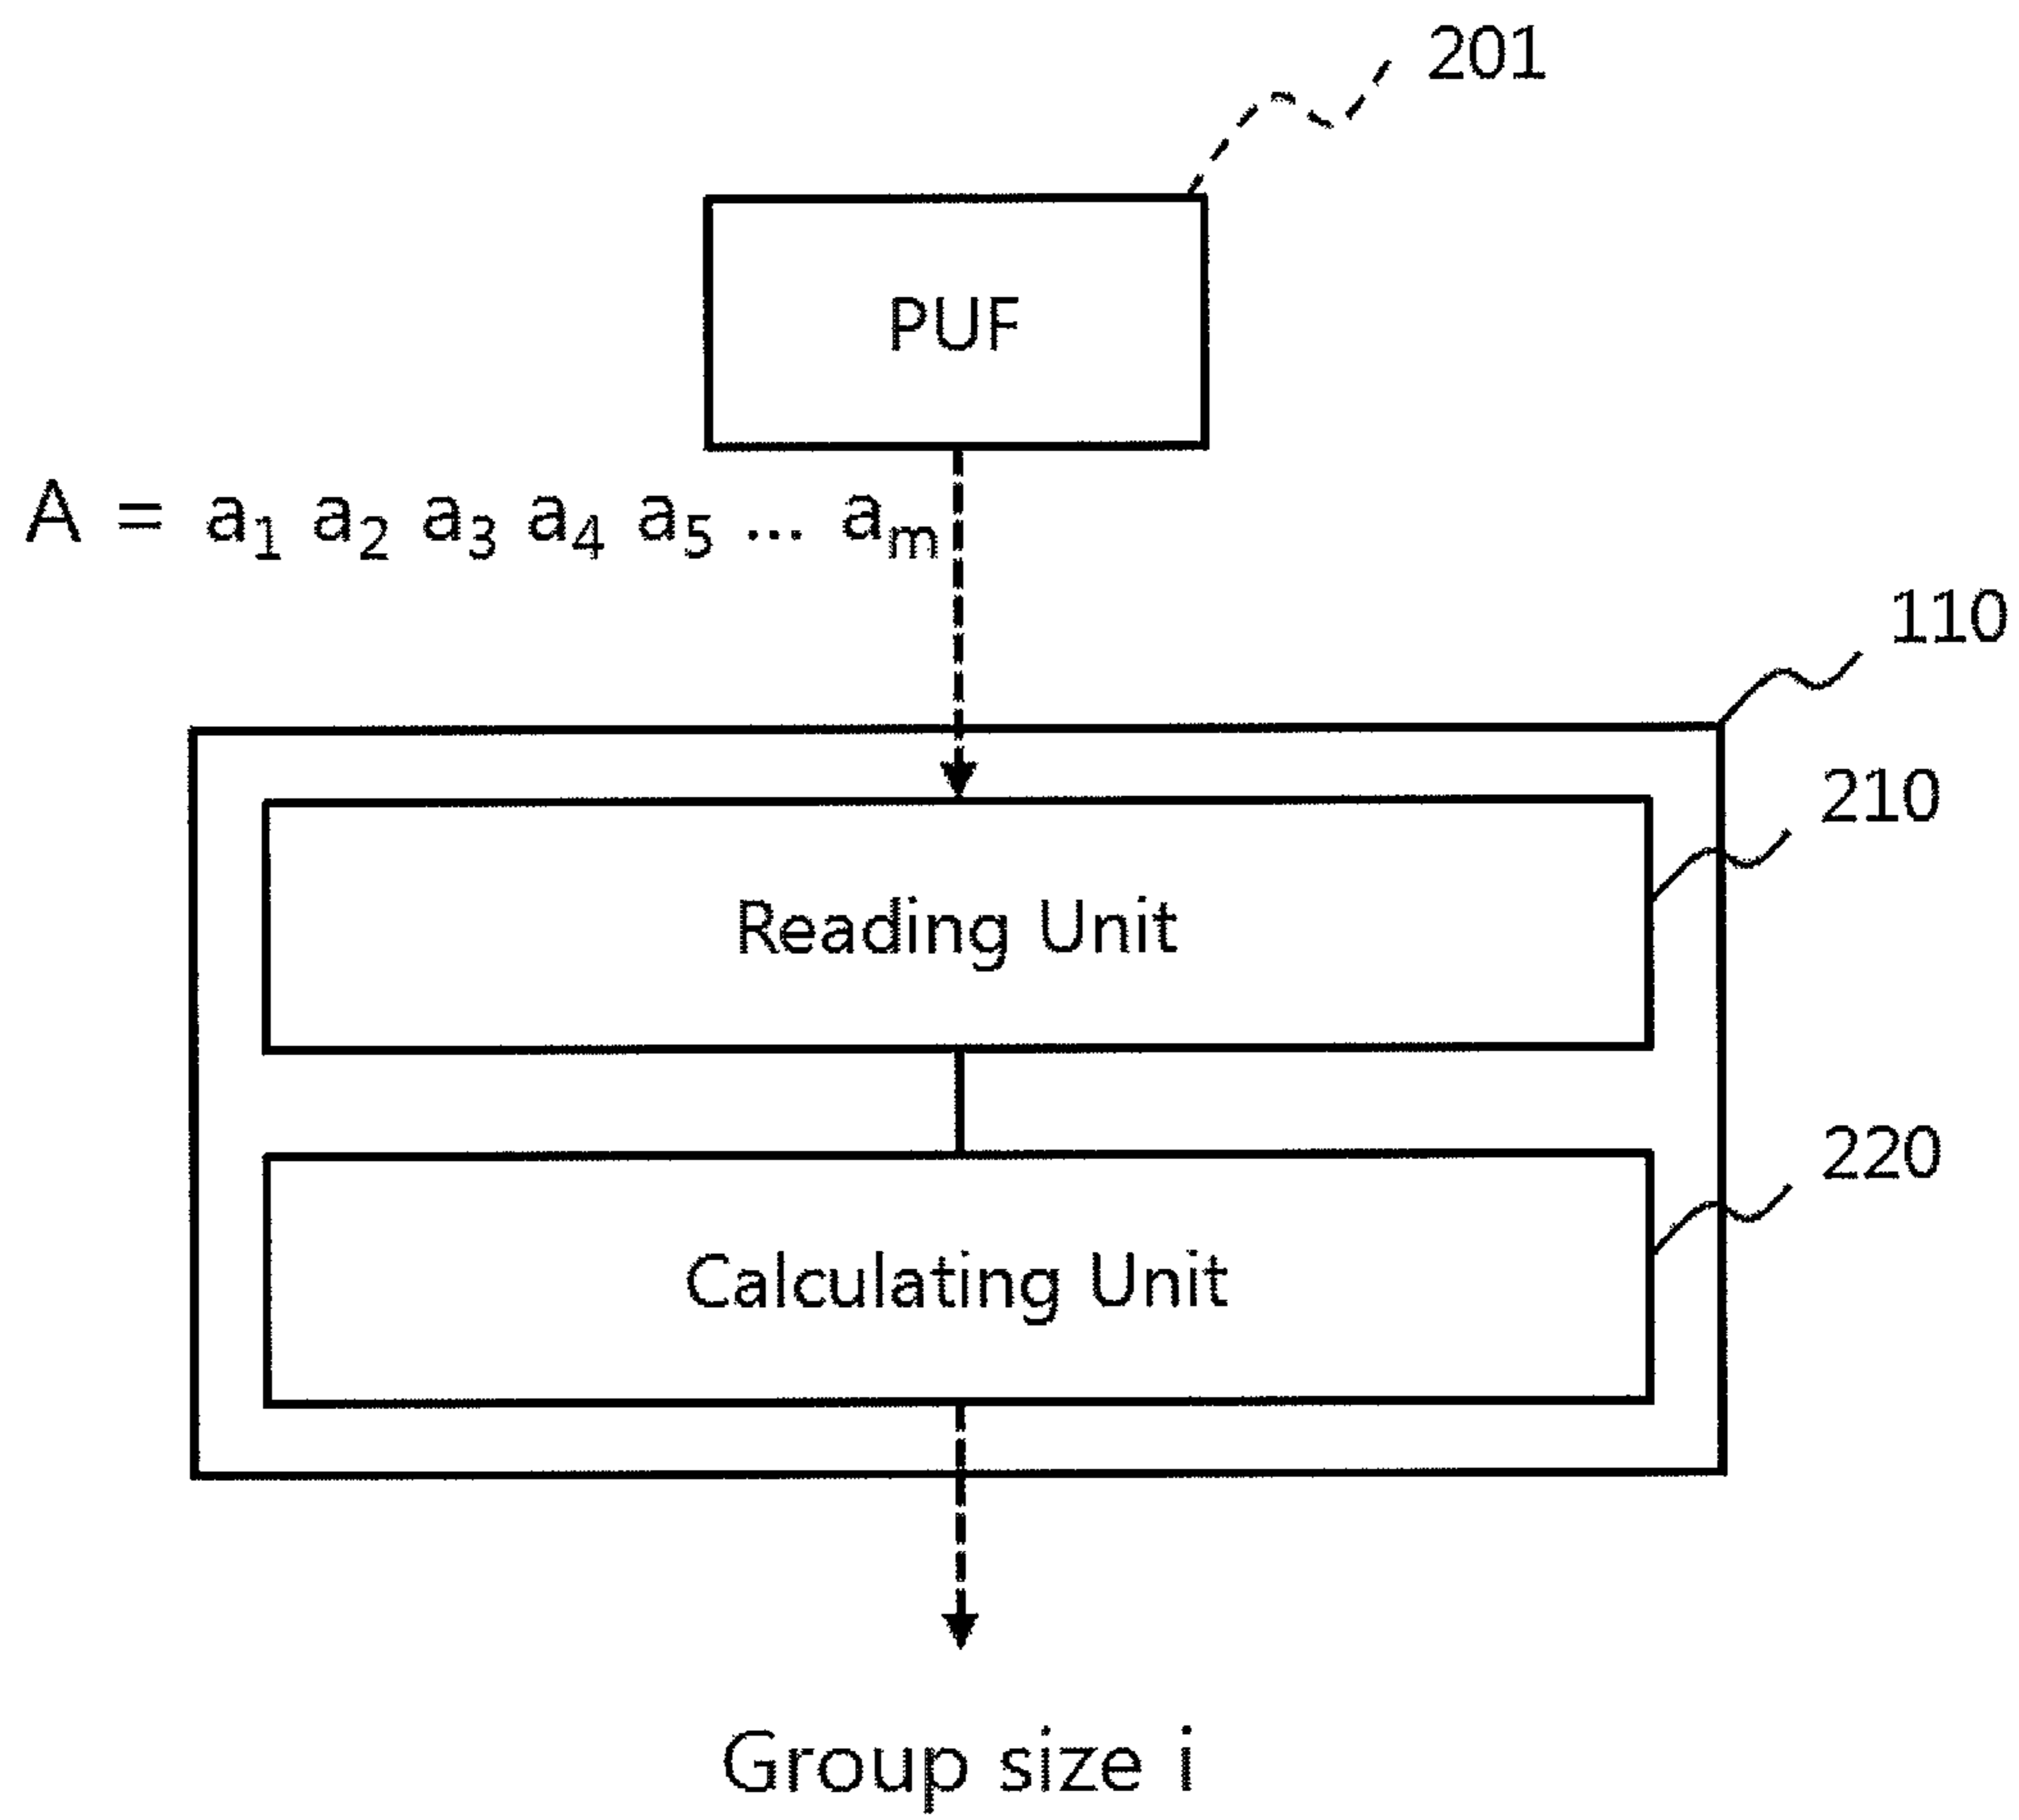 201
PUF
A = a₁ a₂ a₃ a₄ a₅ ... aₘ
110
210
Reading Unit
220
Calculating Unit
Group size i